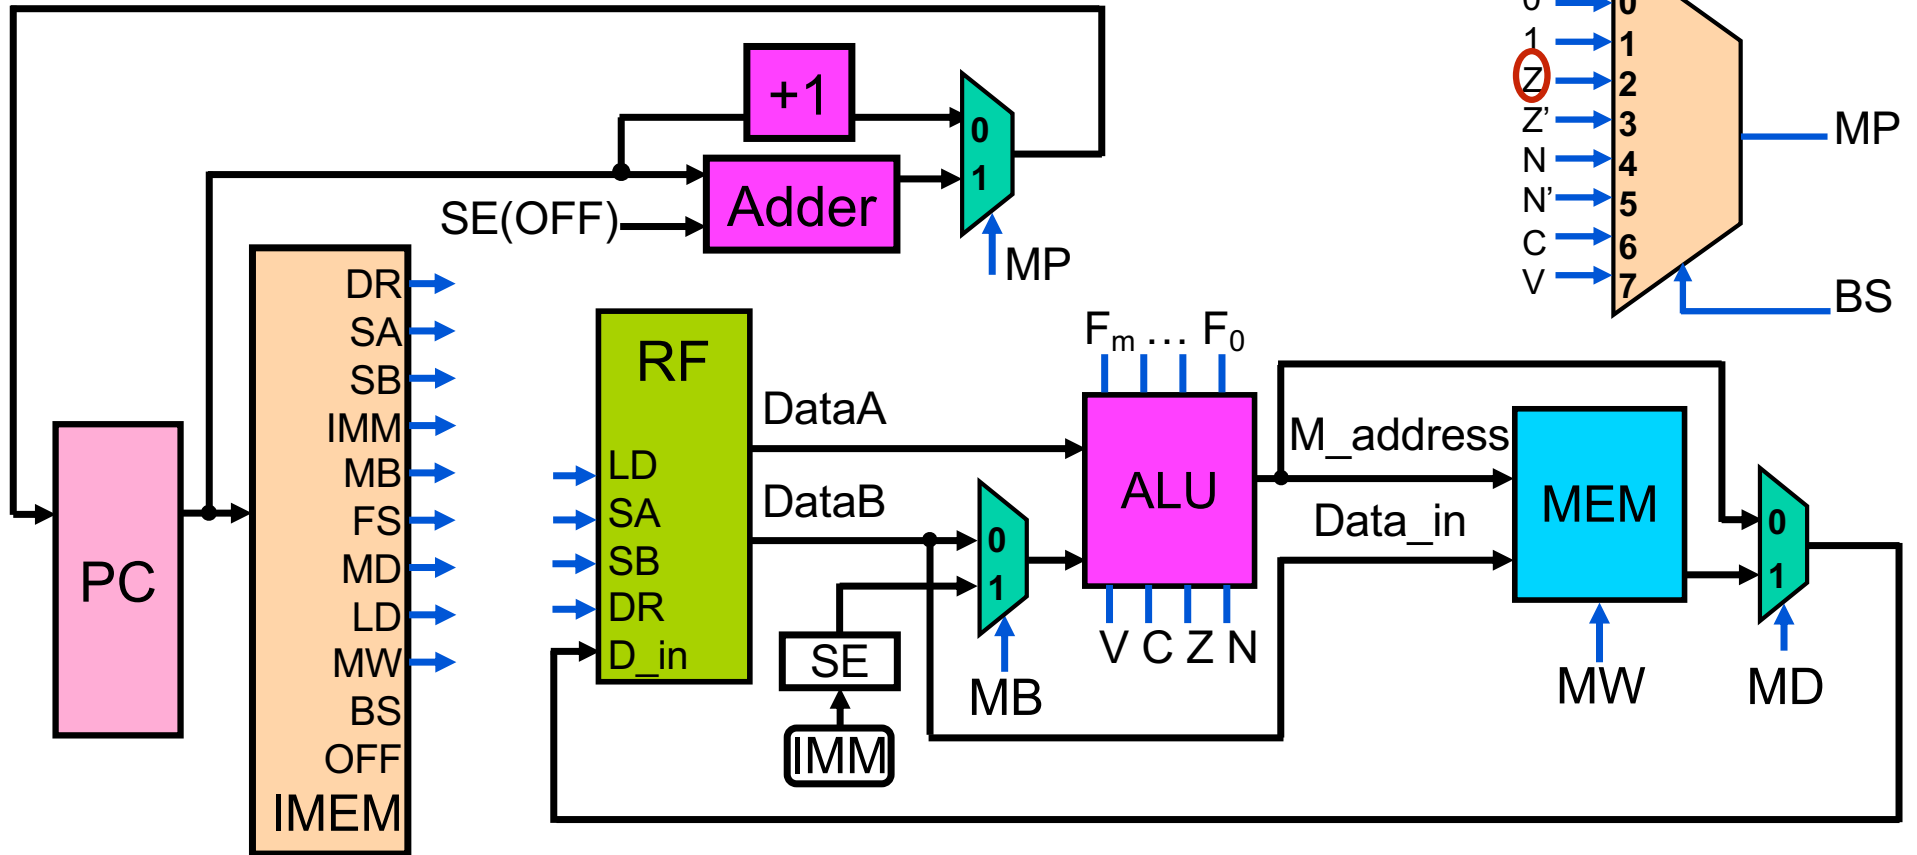 +1
0
1
Adder
SE(OFF)
MP
0 0
1 1
Z 2
Z' 3
N 4
N' 5
C 6
V 7
MP
BS
PC
DR
SA
SB
IMM
MB
FS
MD
LD
MW
BS
OFF
IMEM
RF
LD
SA
SB
DR
D_in
DataA
DataB
0
1
MB
SE
IMM
Fm ... F0
ALU
V C Z N
M_address
Data_in
MEM
MW
0
1
MD